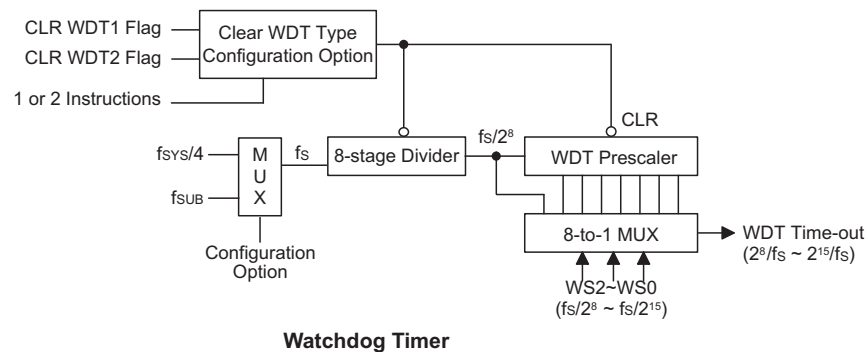 CLR WDT1 Flag
CLR WDT2 Flag
1 or 2 Instructions
Clear WDT Type
Configuration Option
CLR
fSYS/4
fSUB
M
U
X
Configuration
Option
fS
8-stage Divider
fS/2⁸
WDT Prescaler
8-to-1 MUX
WDT Time-out
(2⁸/fS ~ 2¹⁵/fS)
WS2~WS0
(fS/2⁸ ~ fS/2¹⁵)
Watchdog Timer